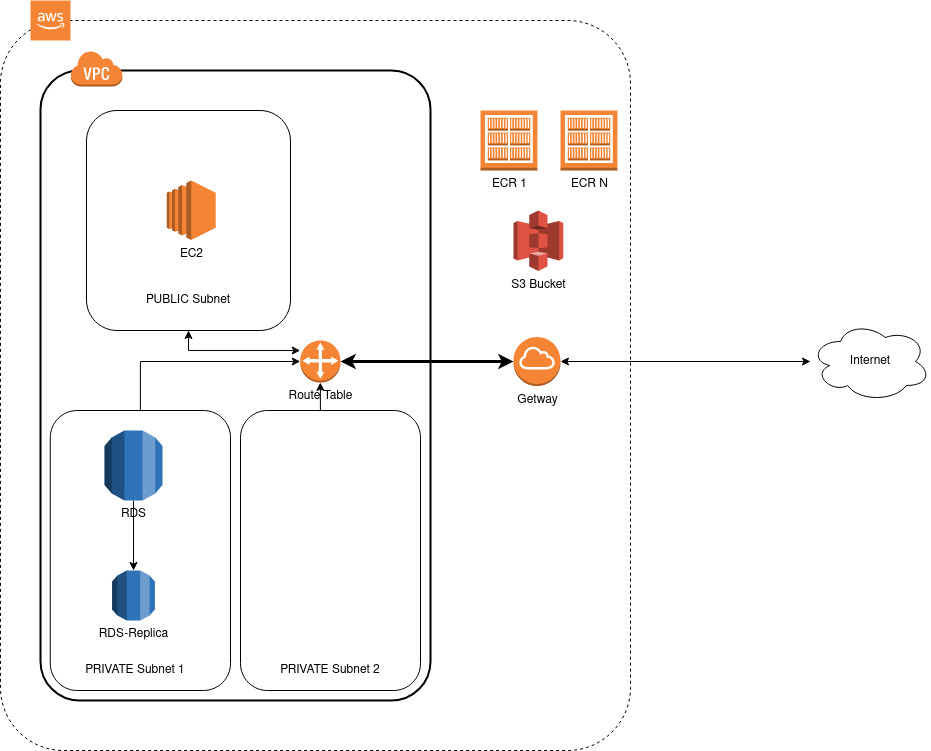 aws
VPC
ECR 1
ECR N
EC2
S3 Bucket
PUBLIC Subnet
Internet
Route Table
Getway
RDS
RDS-Replica
PRIVATE Subnet 1
PRIVATE Subnet 2